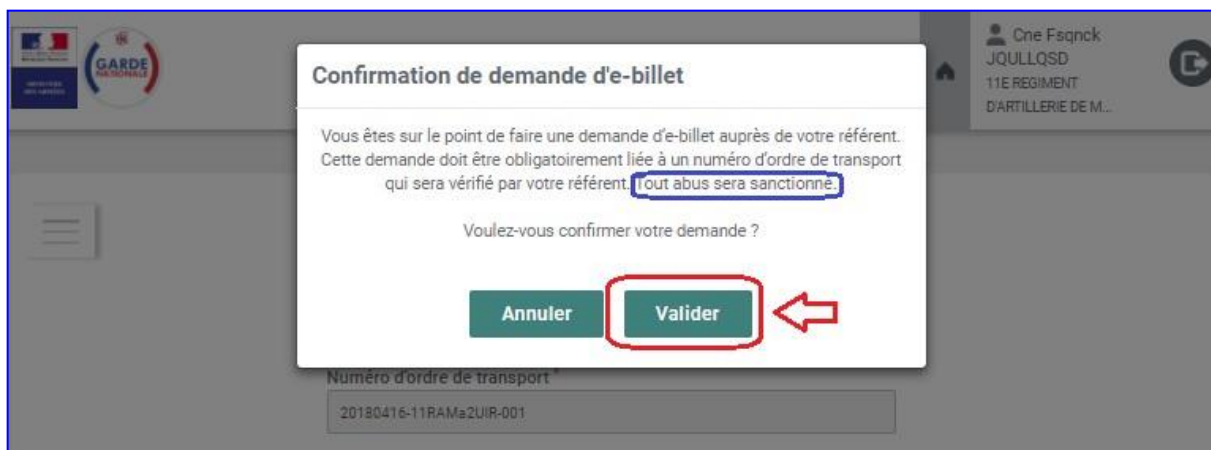 GARDE
NATIONALE
Cne Fsqnck
JQULLQSD
11E REGIMENT
D'ARTILLERIE DE M...
Confirmation de demande d'e-billet
Vous êtes sur le point de faire une demande d'e-billet auprès de votre référent.
Cette demande doit être obligatoirement liée à un numéro d'ordre de transport
qui sera vérifié par votre référent. Tout abus sera sanctionné.
Voulez-vous confirmer votre demande ?
Annuler
Valider
Numéro d'ordre de transport *
20180416-11RAMa2UIR-001